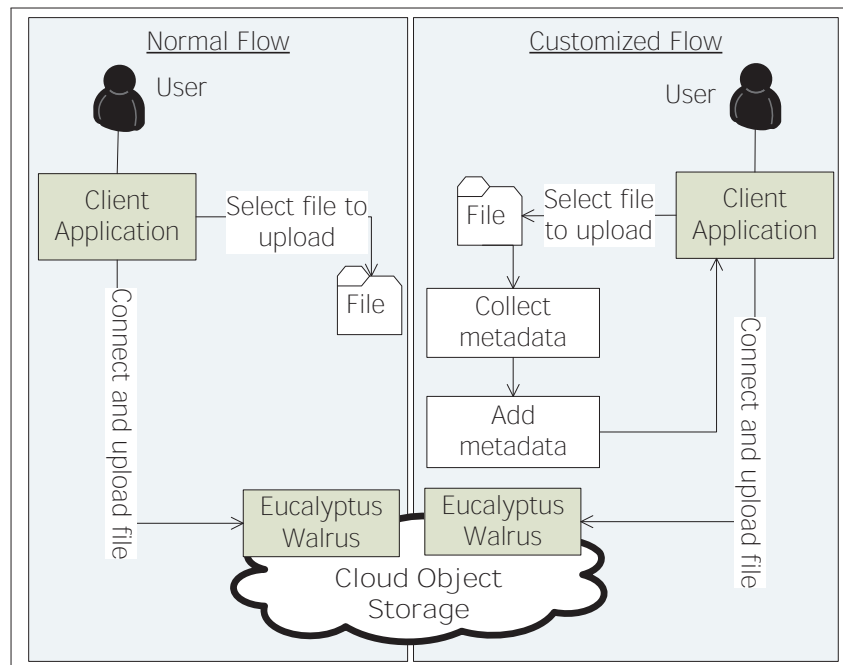 Normal Flow
User
Client
Application
Select file to
upload
File
Connect and upload file
Eucalyptus
Walrus
Customized Flow
User
Client
Application
Select file
to upload
File
Collect
metadata
Add
metadata
Connect and upload file
Eucalyptus
Walrus
Cloud Object
Storage